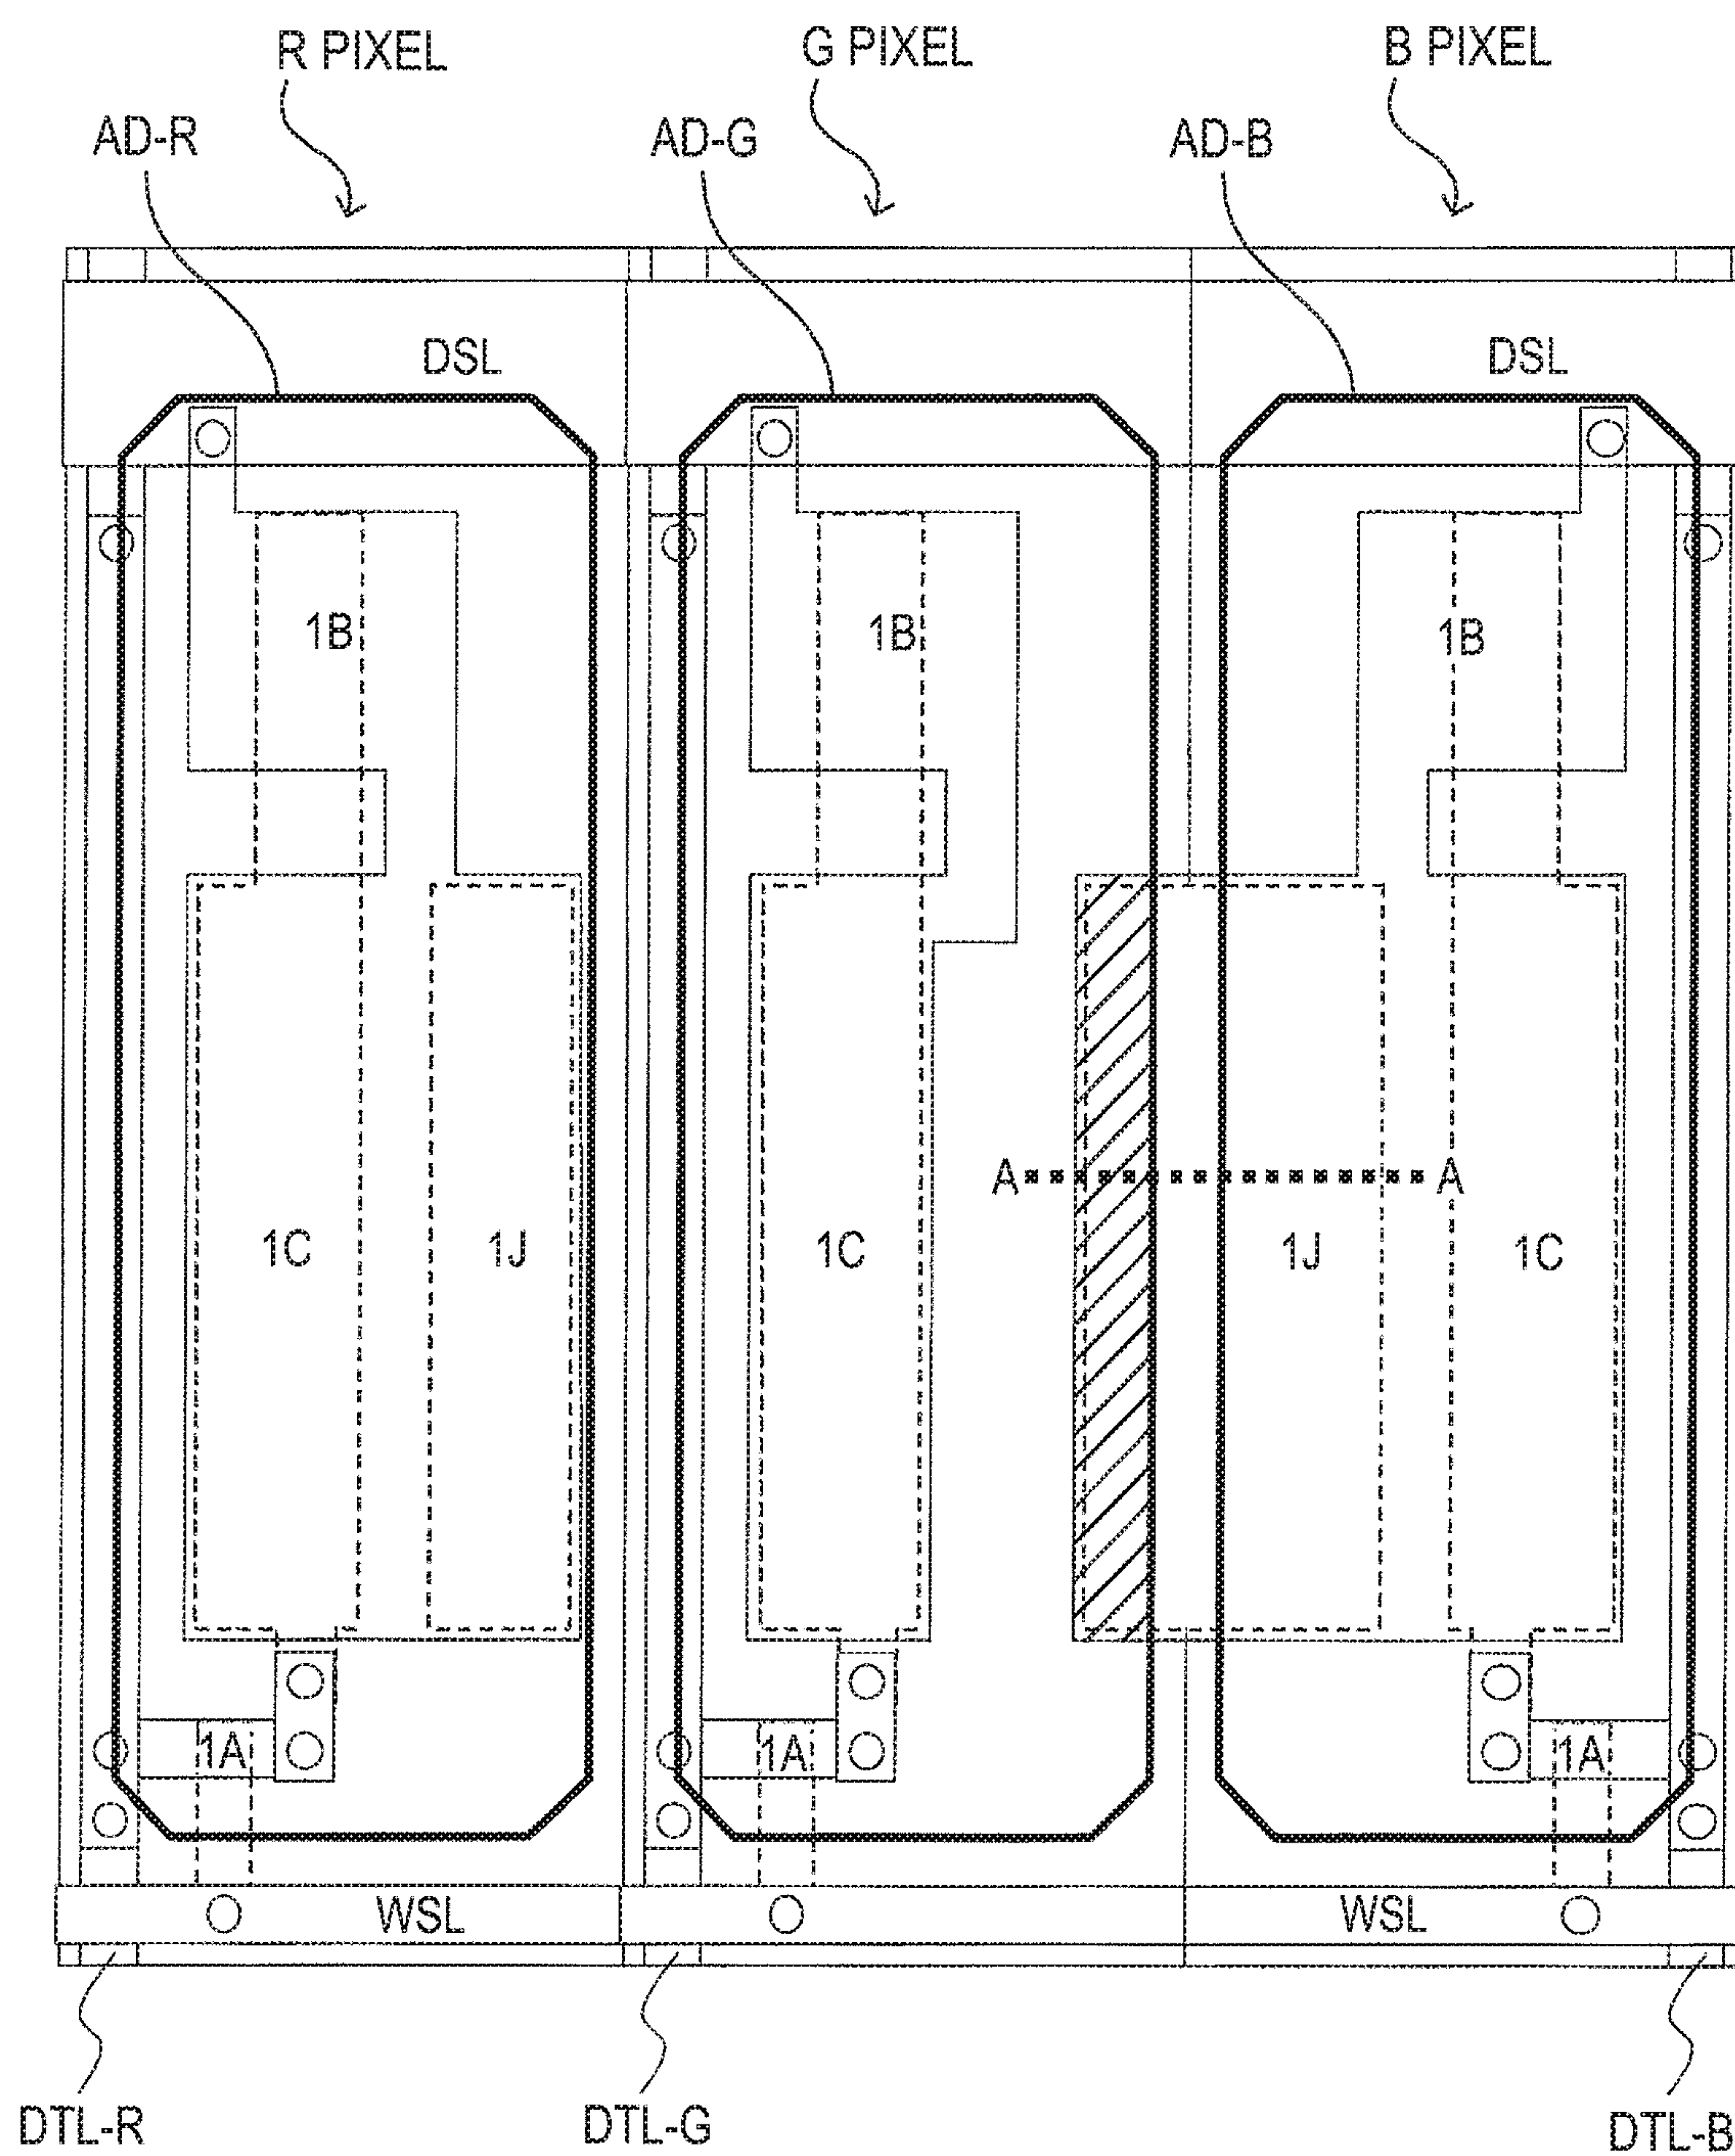 R PIXEL G PIXEL B PIXEL
AD-R AD-G AD-B
DSL DSL
1B 1B 1B
A A
1C 1J 1C 1J 1C
1A 1A 1A
WSL WSL
DTL-R DTL-G DTL-B